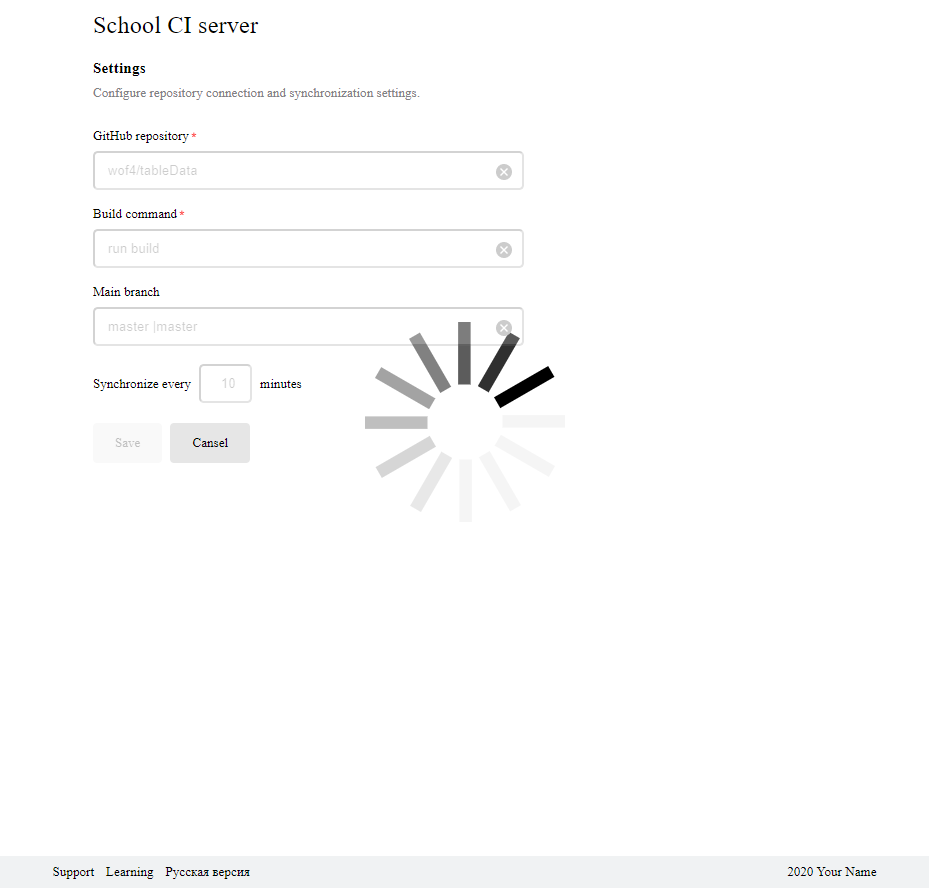 School CI server
Settings
Configure repository connection and synchronization settings.
GitHub repository *
wof4/tableData
Build command *
run build
Main branch
master |master
Synchronize every 10 minutes
Save Cansel
Support Learning Русская версия 2020 Your Name